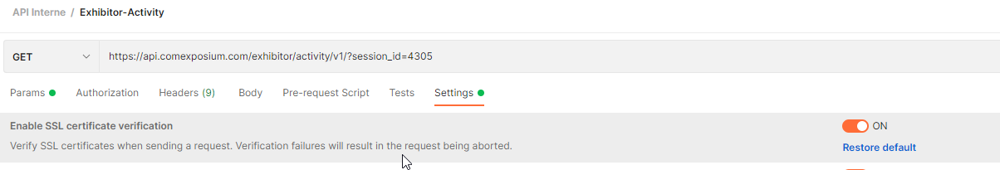 API Interne / Exhibitor-Activity
GET https://api.comexposium.com/exhibitor/activity/v1/?session_id=4305
Params Authorization Headers (9) Body Pre-request Script Tests Settings
Enable SSL certificate verification ON
Verify SSL certificates when sending a request. Verification failures will result in the request being aborted. Restore default